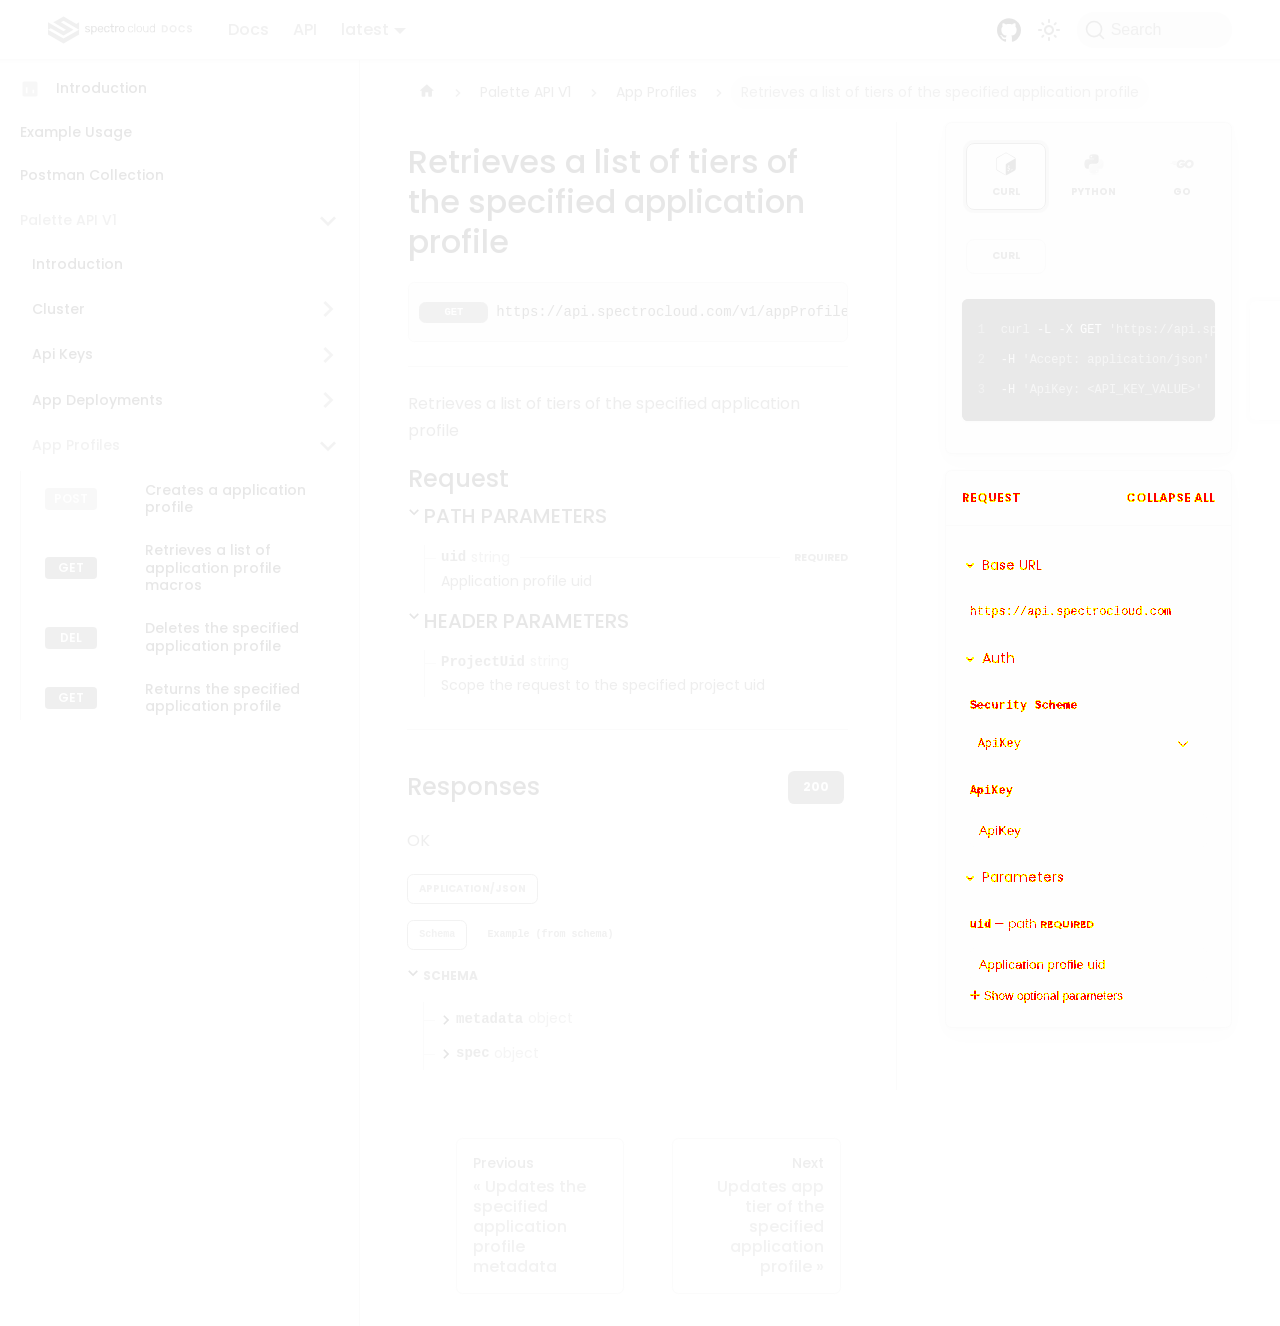 spectro cloud DOCS
Docs API latest
Search
Introduction
Example Usage
Postman Collection
Palette API V1
Introduction
Cluster
Api Keys
App Deployments
App Profiles
POST Creates a application
profile
GET Retrieves a list of
application profile
macros
DEL Deletes the specified
application profile
GET Returns the specified
application profile
Palette API V1 App Profiles Retrieves a list of tiers of the specified application profile
Retrieves a list of tiers of
the specified application
profile
GET https://api.spectrocloud.com/v1/appProfile
Retrieves a list of tiers of the specified application
profile
Request
PATH PARAMETERS
uid string REQUIRED
Application profile uid
HEADER PARAMETERS
ProjectUid string
Scope the request to the specified project uid
Responses 200
OK
APPLICATION/JSON
Schema Example (from schema)
SCHEMA
metadata object
spec object
Previous
« Updates the
specified
application
profile
metadata
Next
Updates app
tier of the
specified
application
profile »
CURL PYTHON GO
CURL
1 curl -L -X GET 'https://api.sp
2 -H 'Accept: application/json'
3 -H 'ApiKey: <API_KEY_VALUE>'
REQUEST COLLAPSE ALL
Base URL
https://api.spectrocloud.com
Auth
Security Scheme
ApiKey
ApiKey
ApiKey
Parameters
uid — path REQUIRED
Application profile uid
Show optional parameters